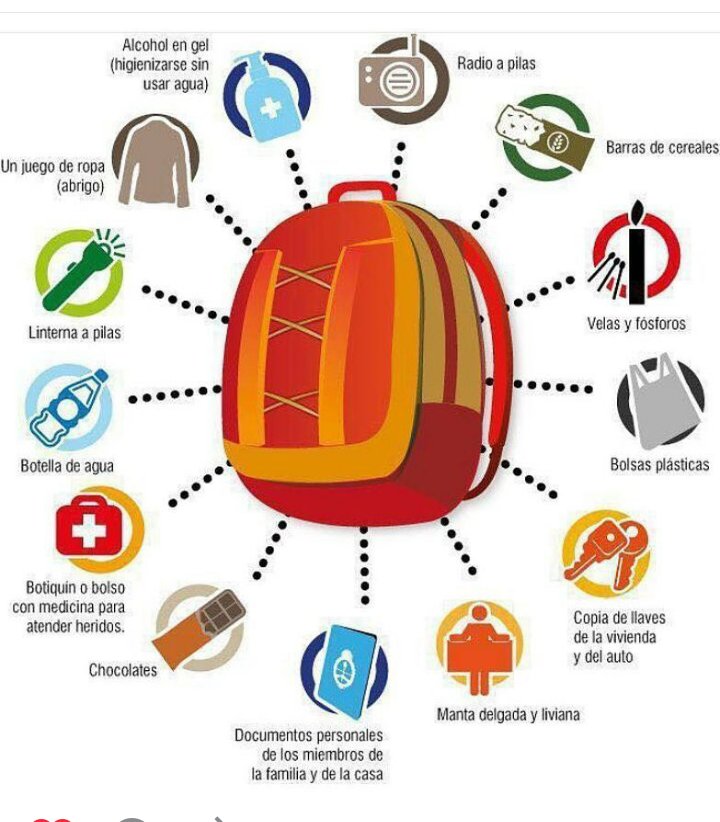 Alcohol en gel
(higienizarse sin
usar agua)
Radio a pilas
Barras de cereales
Un juego de ropa
(abrigo)
Linterna a pilas
Velas y fósforos
Botella de agua
Bolsas plásticas
Botiquín o bolso
con medicina para
atender heridos.
Copia de llaves
de la vivienda
y del auto
Chocolates
Manta delgada y liviana
Documentos personales
de los miembros de
la familia y de la casa